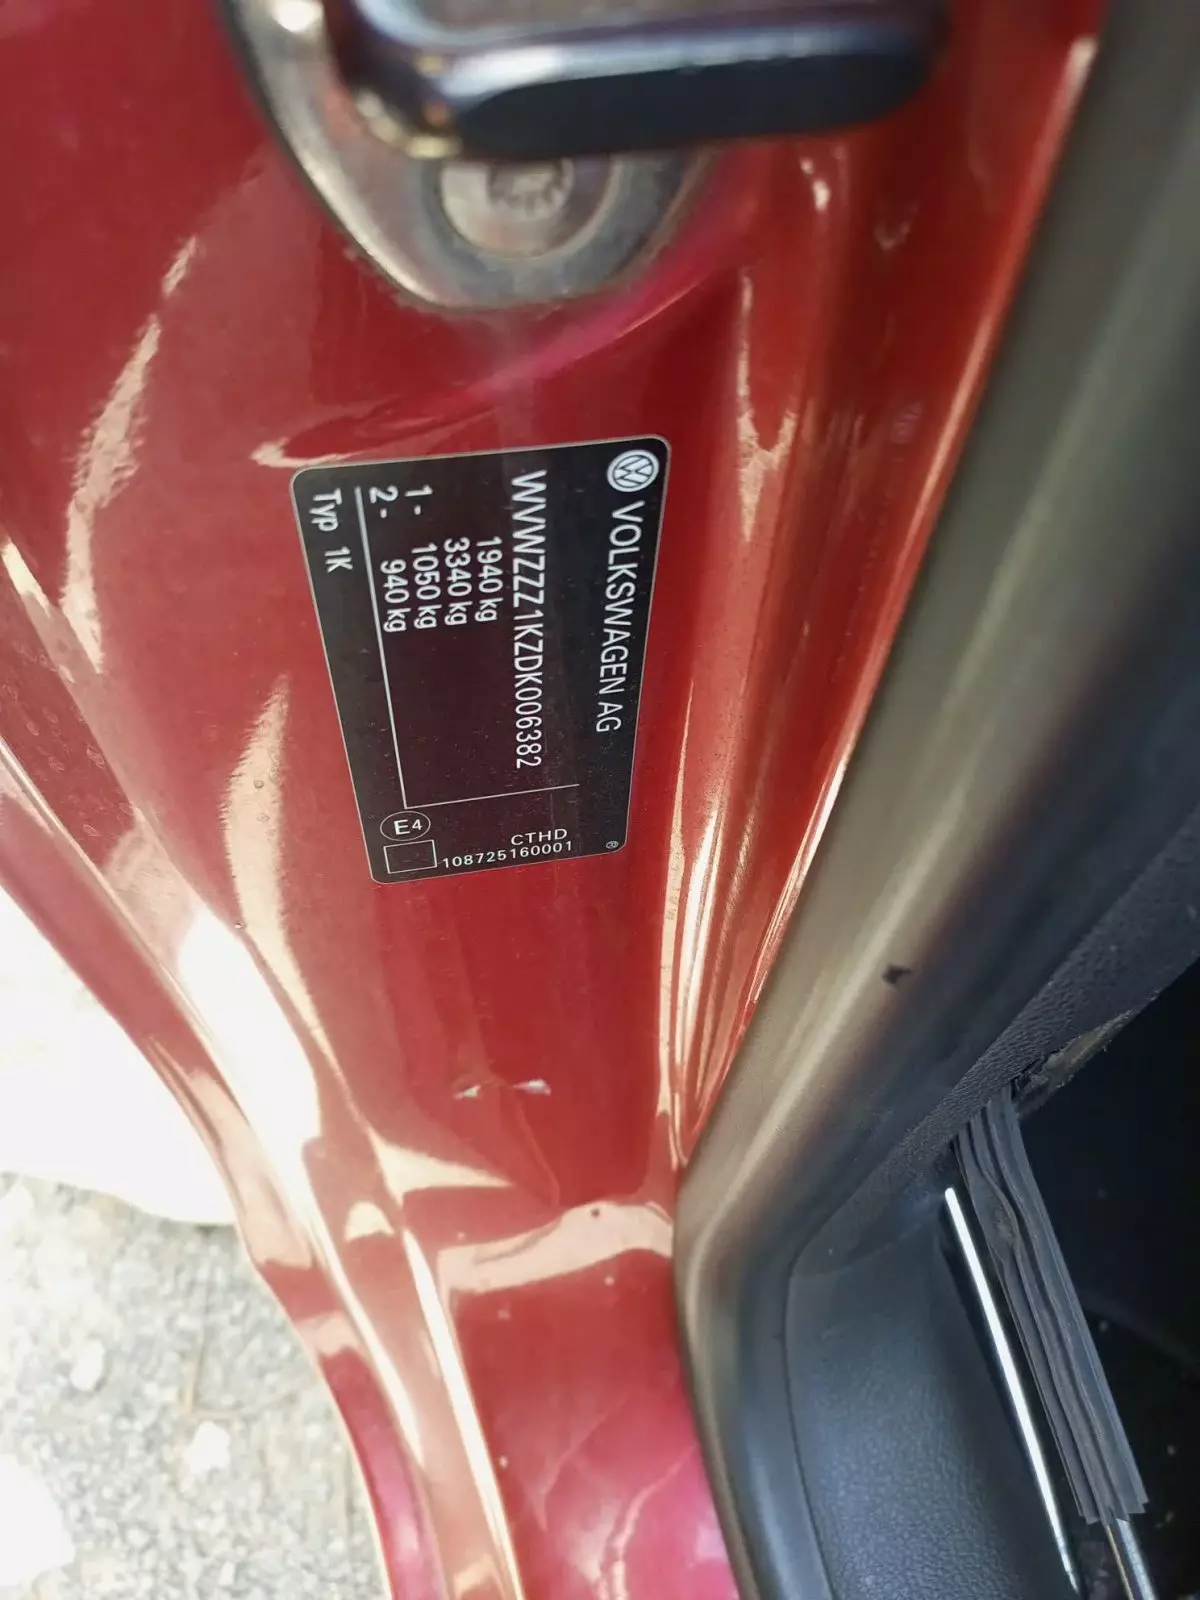 VOLKSWAGEN AG
WVWZZZ1KZDK006382
1940 kg
3340 kg
1- 1050 kg
2- 940 kg
Typ 1K
CTHD
108725160001
E4